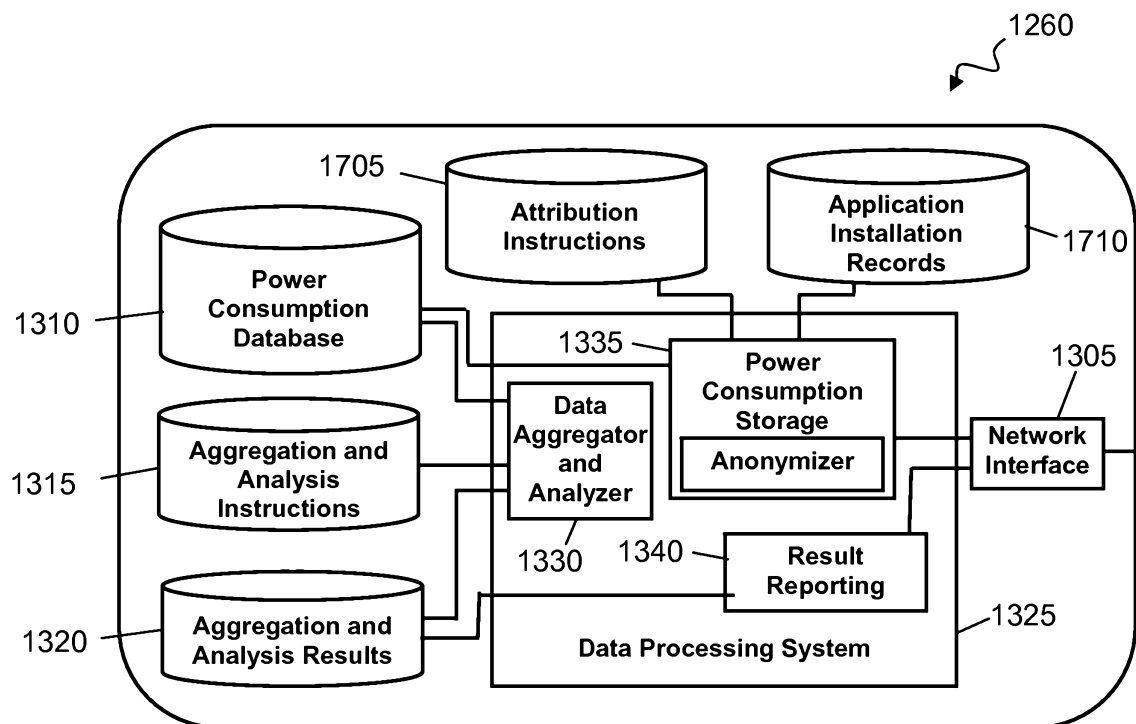 1260
1705
Attribution
Instructions
Application
Installation
Records
1710
1310
Power
Consumption
Database
1335
Power
Consumption
Storage
Anonymizer
1305
Network
Interface
Data
Aggregator
and
Analyzer
1330
1315
Aggregation and
Analysis
Instructions
1340
Result
Reporting
1320
Aggregation and
Analysis Results
Data Processing System
1325